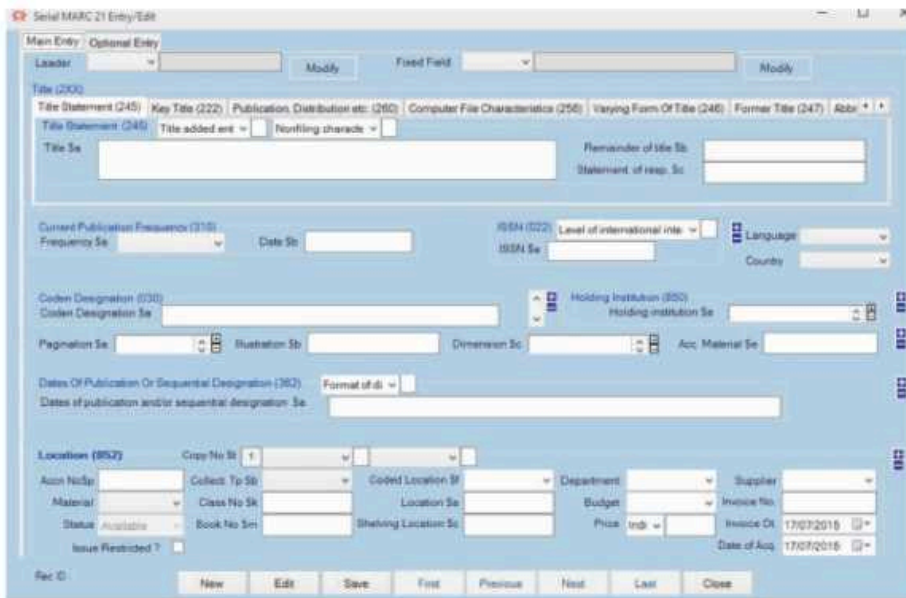 Serial MARC 21 Entry/Edit
Main Entry Optional Entry
Leader Modify Fixed Field Modify
Title (2XX)
Title Statement (245) Key Title (222) Publication, Distribution etc. (260) Computer File Characteristics (256) Varying Form Of Title (246) Former Title (247) Abbr
Title Statement (245) Title added ent Nonfiling characte
Title $a Remainder of title $b
Statement. of resp. $c
Current Publication Frequency (310) ISSN (022) Level of international inte
Frequency $a Date $b ISSN $a Language
Country
Coden Designation (030) Holding Institution (850)
Coden Designation $a Holding institution $a
Pagination $a Illustration $b Dimension $c Acc. Material $e
Dates Of Publication Or Sequential Designation (362) Format of d
Dates of publication and/or sequential designation $a
Location (852) Copy No $t 1
Accn No$p Collect. Tp $b Coded Location $f Department Supplier
Material Class No $k Location $a Budget Invoice No.
Status Available Book No $m Shelving Location $c Price Indi Invoice Dt. 17/07/2015
Issue Restricted ? Date of Acq. 17/07/2015
Rec ID New Edit Save First Previous Next Last Close